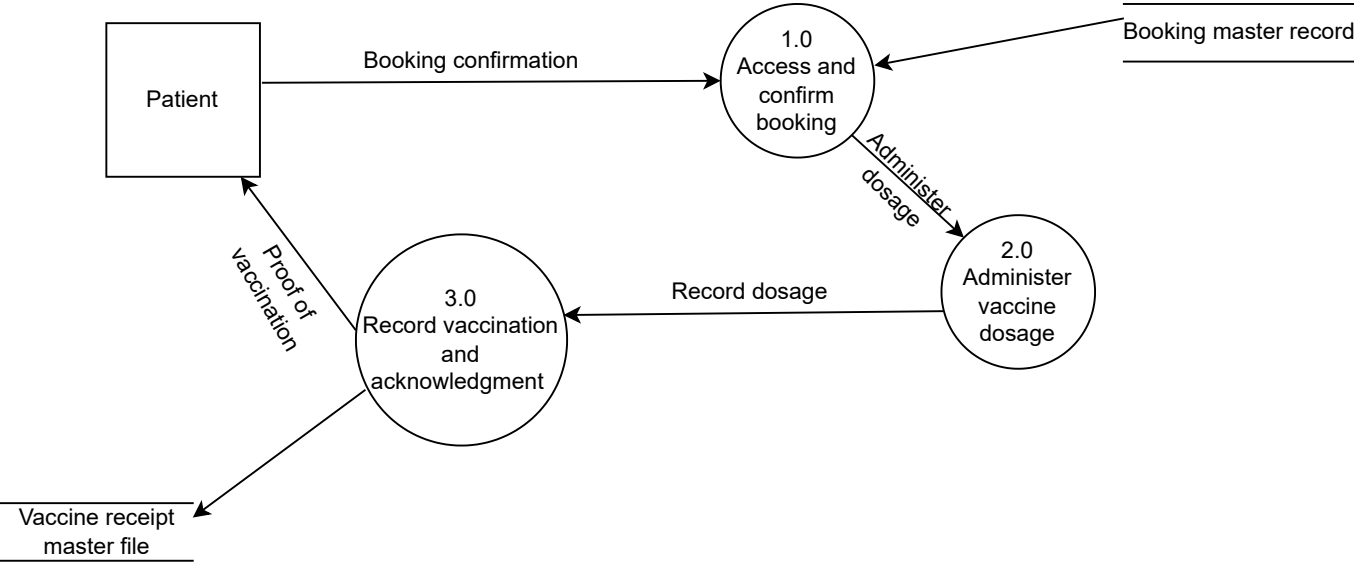 Patient
Booking confirmation
1.0
Access and
confirm
booking
Booking master record
Administer
dosage
2.0
Administer
vaccine
dosage
Record dosage
3.0
Record vaccination
and
acknowledgment
Proof of
vaccination
Vaccine receipt
master file